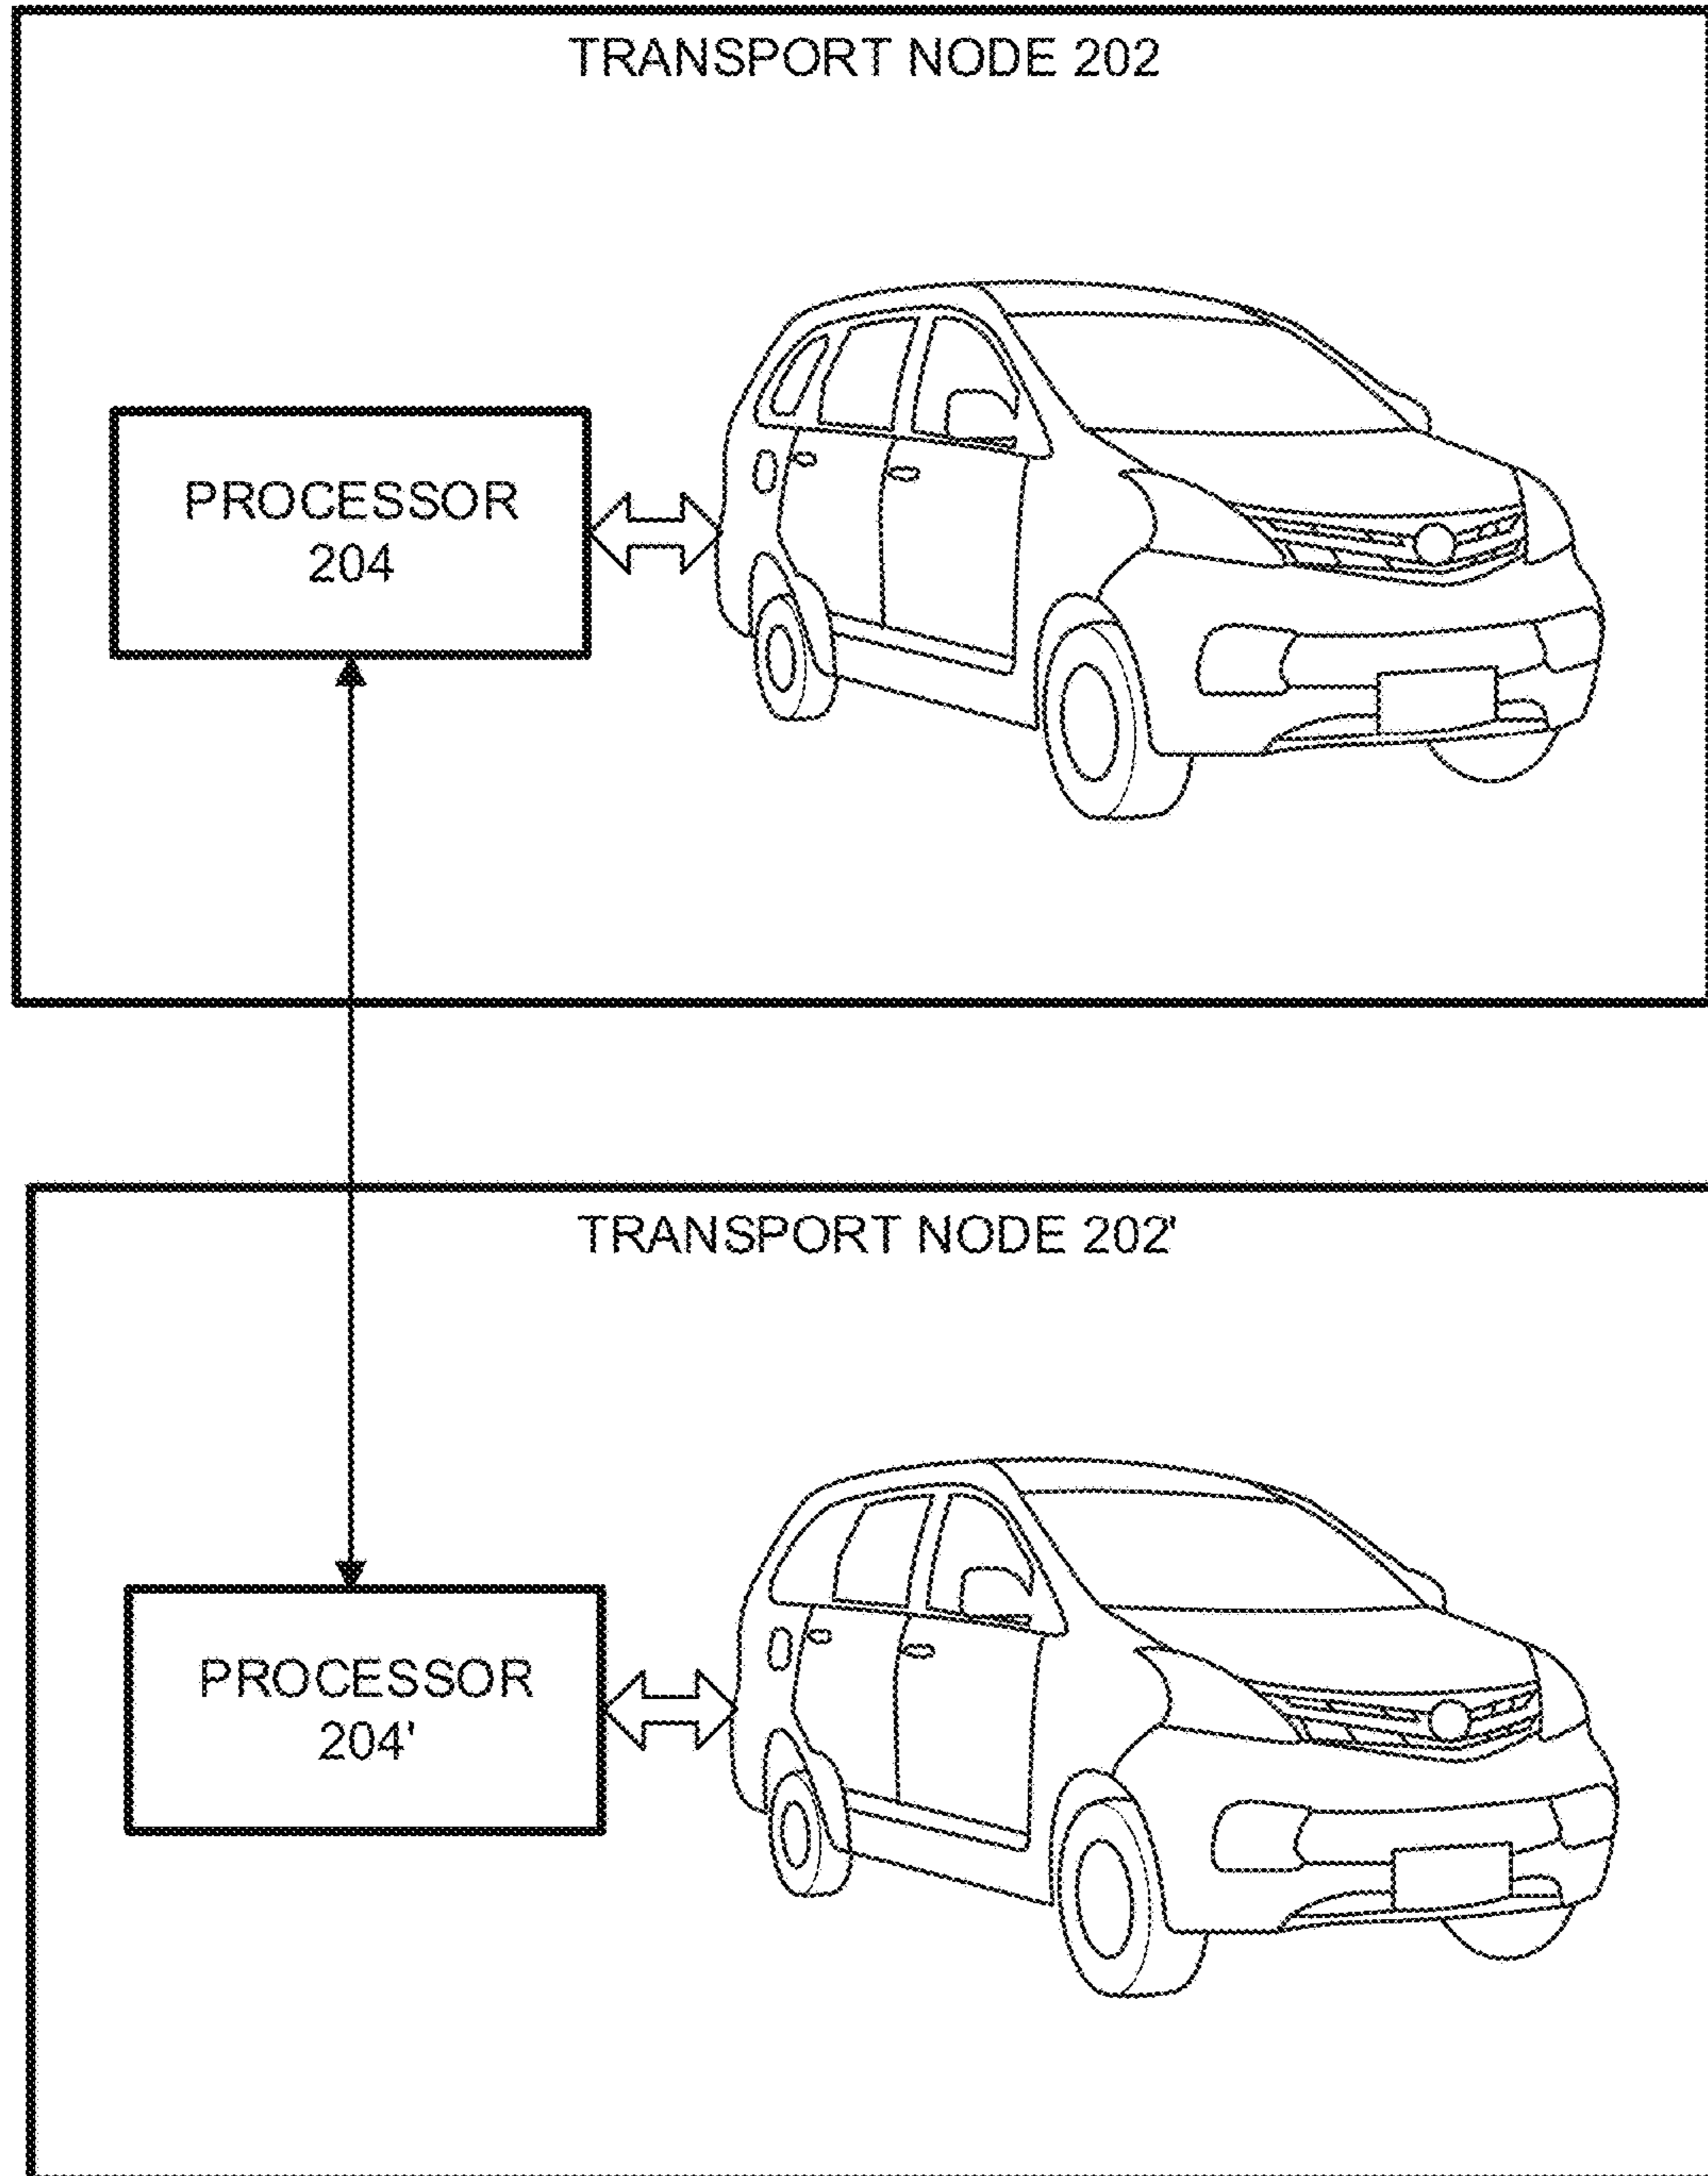 TRANSPORT NODE 202
PROCESSOR
204
TRANSPORT NODE 202'
PROCESSOR
204'